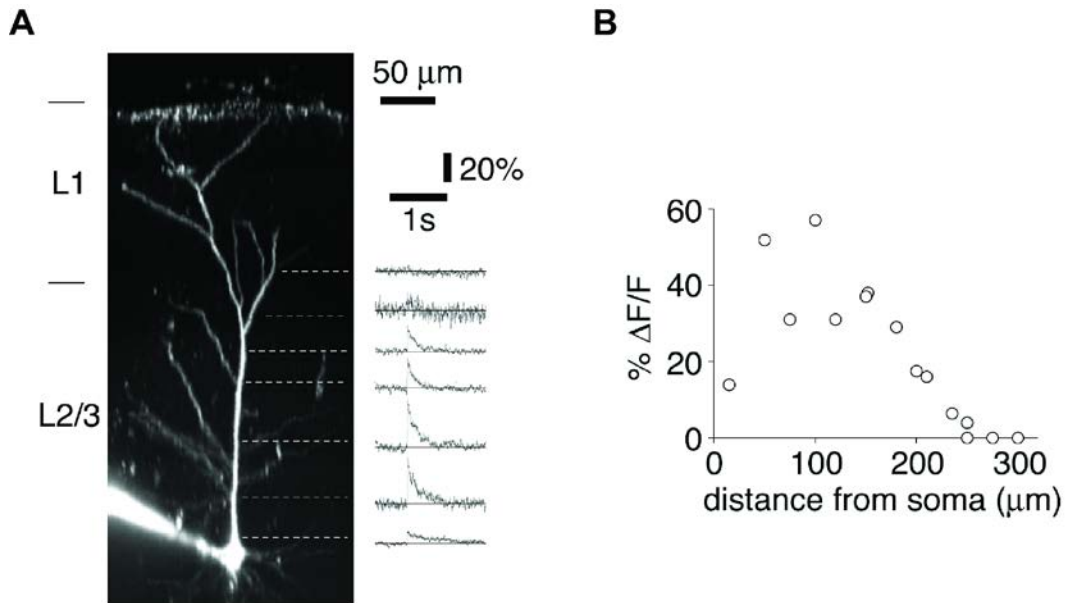 A
50 μm
20%
1s
L1
L2/3
B
60
40
20
0
% ΔF/F
0 100 200 300
distance from soma (μm)